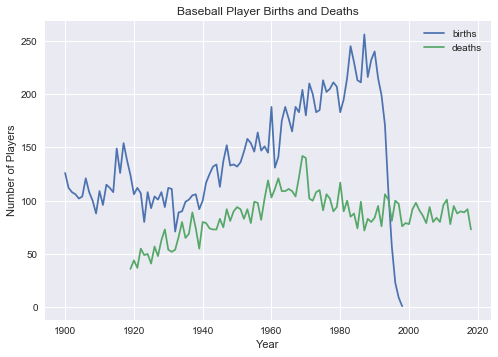 Baseball Player Births and Deaths
births
deaths
250
200
150
100
50
0
Number of Players
1900
1920
1940
1960
1980
2000
2020
Year